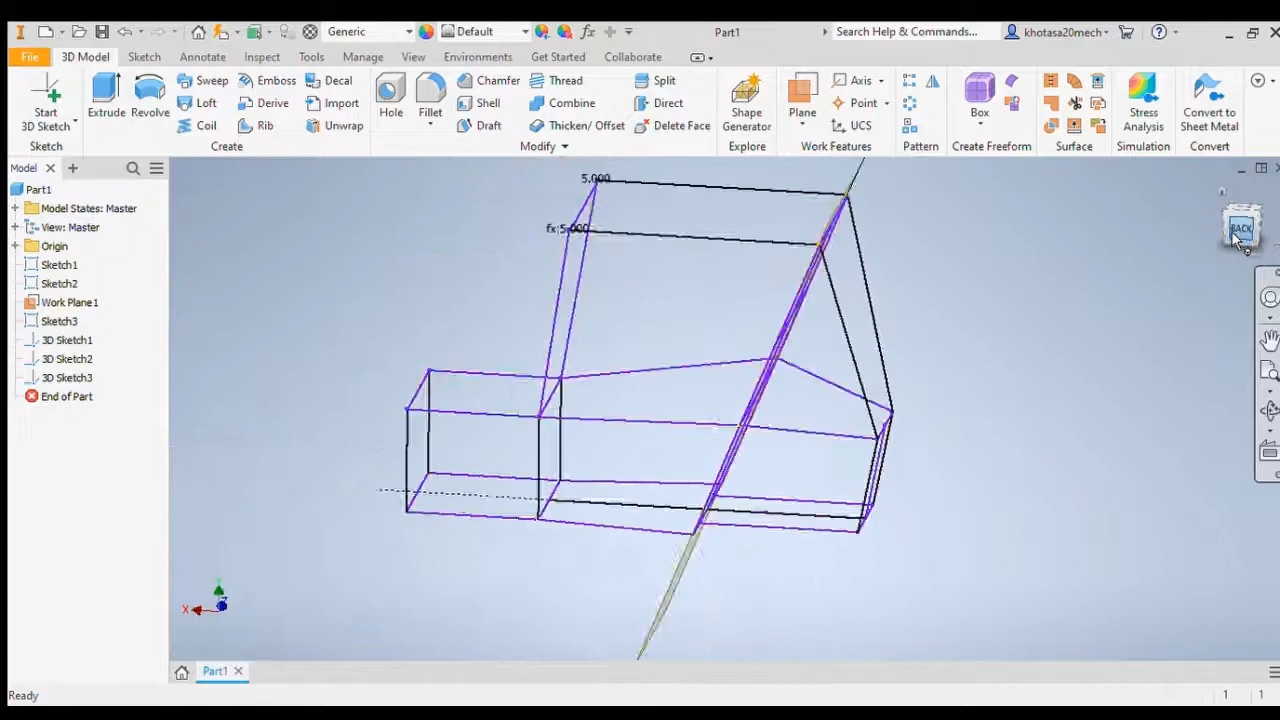 Generic
Default
fx
Part1
Search Help & Commands...
khotasa20mech
File
3D Model
Sketch
Annotate
Inspect
Tools
Manage
View
Environments
Get Started
Collaborate
Start
3D Sketch
Extrude
Revolve
Sweep
Emboss
Decal
Loft
Derive
Import
Coil
Rib
Unwrap
Hole
Fillet
Chamfer
Thread
Split
Shell
Combine
Direct
Draft
Thicken/ Offset
Delete Face
Shape
Generator
Plane
Axis
Point
UCS
Box
Stress
Analysis
Convert to
Sheet Metal
Sketch
Create
Modify
Explore
Work Features
Pattern
Create Freeform
Surface
Simulation
Convert
Model
Part1
Model States: Master
View: Master
Origin
Sketch1
Sketch2
Work Plane1
Sketch3
3D Sketch1
3D Sketch2
3D Sketch3
End of Part
5.000
fx:5.000
BACK
X
Y
Z
Part1
Ready
1
1